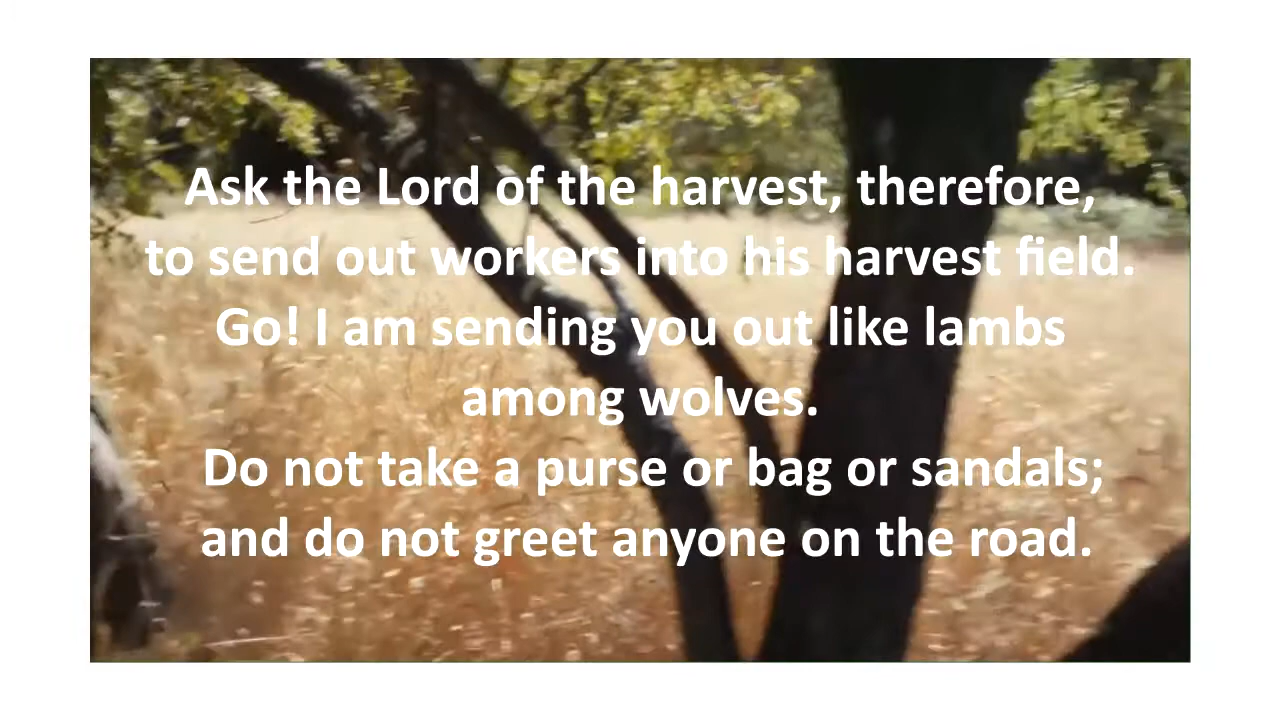 Ask the Lord of the harvest, therefore,
to send out workers into his harvest field.
Go! I am sending you out like lambs
among wolves.
Do not take a purse or bag or sandals;
and do not greet anyone on the road.